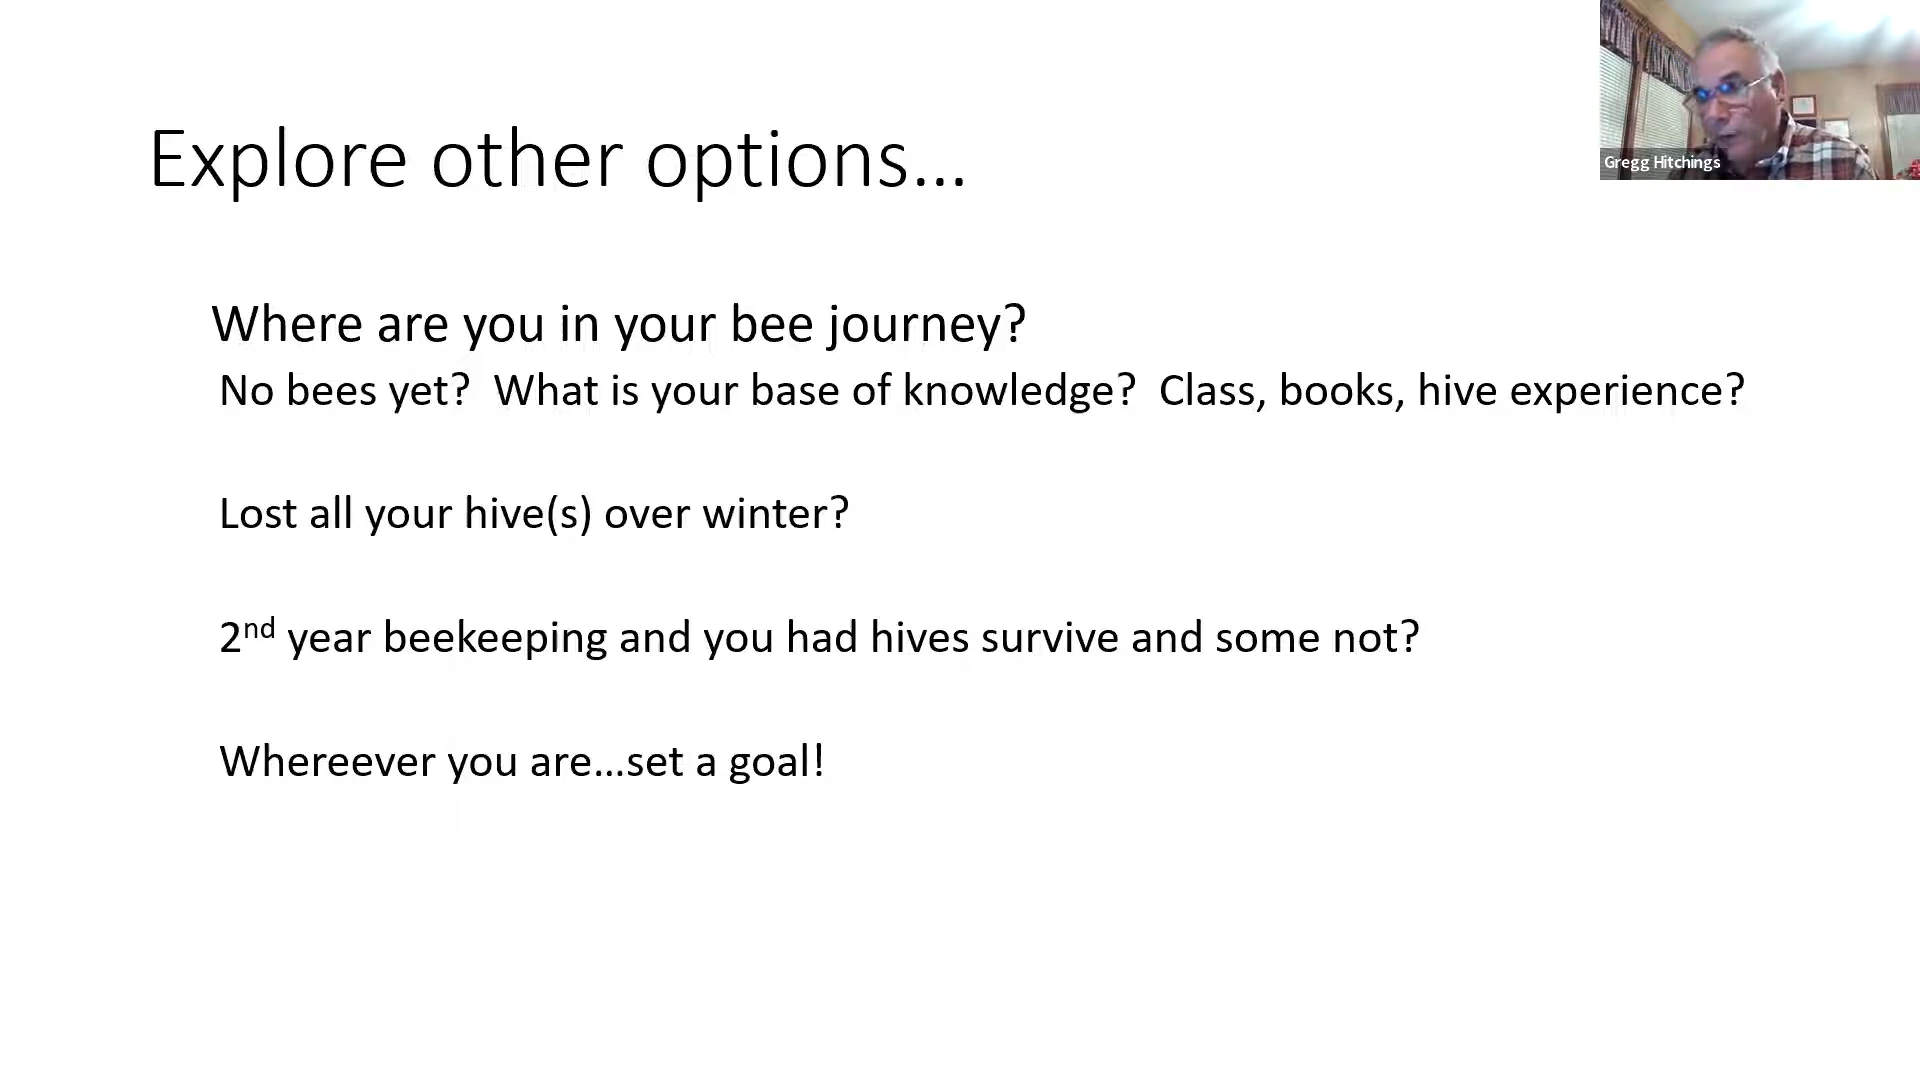 Explore other options...
Gregg Hitchings
Where are you in your bee journey?
No bees yet?  What is your base of knowledge?  Class, books, hive experience?
Lost all your hive(s) over winter?
2nd year beekeeping and you had hives survive and some not?
Whereever you are...set a goal!